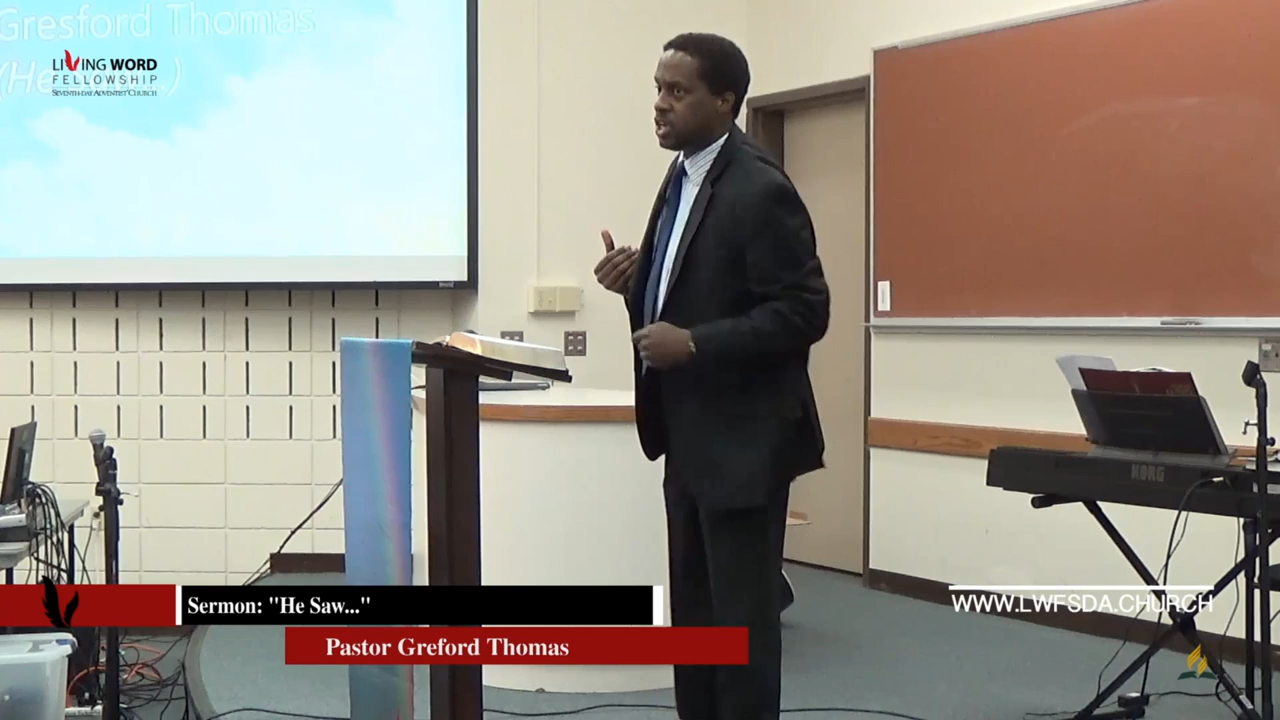 Gresford Thomas
LIVING WORD
FELLOWSHIP
SEVENTH-DAY ADVENTIST CHURCH
KORG
Sermon: "He Saw..."
WWW.LWFSDA.CHURCH
Pastor Greford Thomas